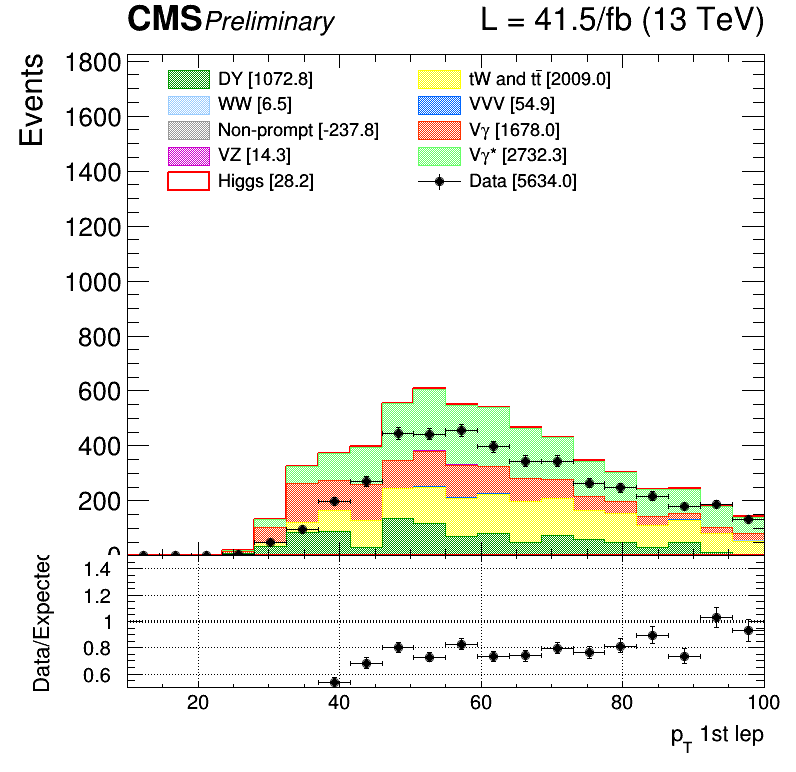 CMS Preliminary L = 41.5/fb (13 TeV)
Events
1800
1600
1400
1200
1000
800
600
400
200
0
DY [1072.8]
WW [6.5]
Non-prompt [-237.8]
VZ [14.3]
Higgs [28.2]
tW and tt̄ [2009.0]
VVV [54.9]
Vγ [1678.0]
Vγ* [2732.3]
Data [5634.0]
Data/Expected
1.4
1.2
1
0.8
0.6
20 40 60 80 100
p_T 1st lep